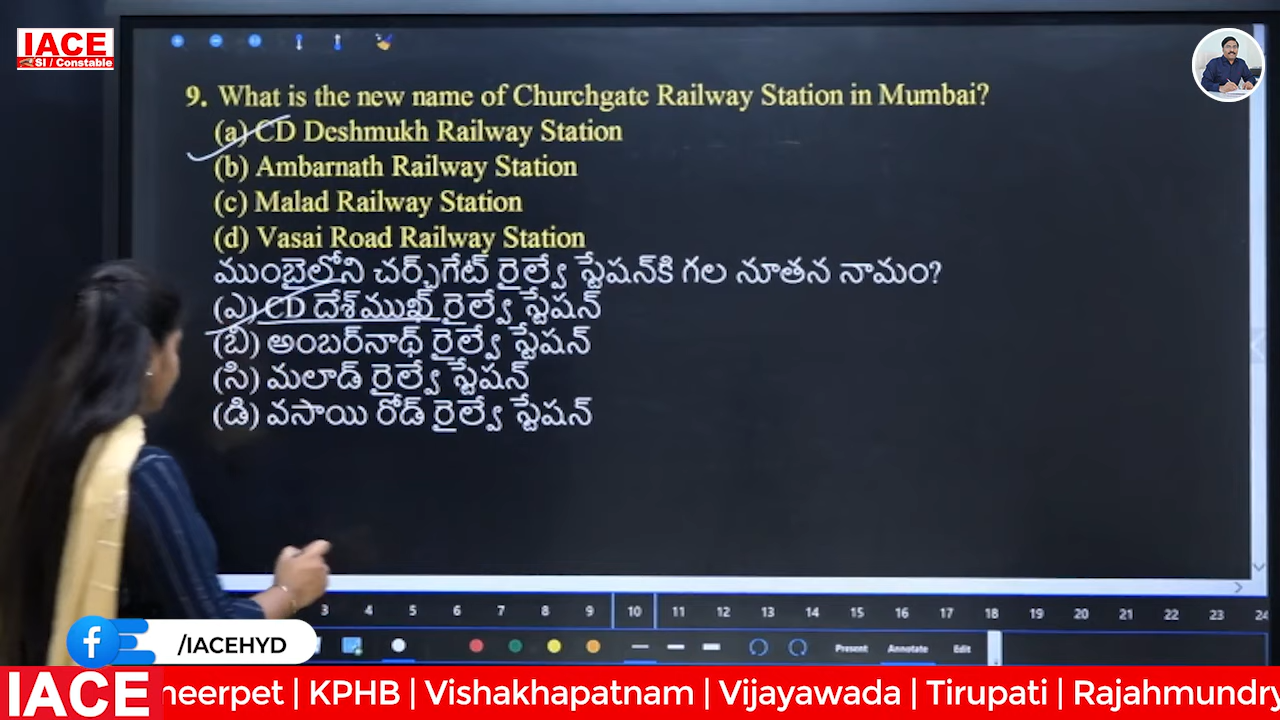 IACE
SI / Constable
9. What is the new name of Churchgate Railway Station in Mumbai?
(a) CD Deshmukh Railway Station
(b) Ambarnath Railway Station
(c) Malad Railway Station
(d) Vasai Road Railway Station
ముంబైలోని చర్చ్‌గేట్ రైల్వే స్టేషన్‌కి గల నూతన నామం?
(ఎ) CD దేశ్‌ముఖ్ రైల్వే స్టేషన్
(బి) అంబర్‌నాథ్ రైల్వే స్టేషన్
(సి) మలాడ్ రైల్వే స్టేషన్
(డి) వసాయి రోడ్ రైల్వే స్టేషన్
3 4 5 6 7 8 9 10 11 12 13 14 15 16 17 18 19 20 21 22 23 24
Present Annotate Edit
f /IACEHYD
IACE neerpet | KPHB | Vishakhapatnam | Vijayawada | Tirupati | Rajahmundry